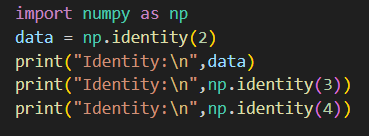 import numpy as np
data = np.identity(2)
print("Identity:\n",data)
print("Identity:\n",np.identity(3))
print("Identity:\n",np.identity(4))